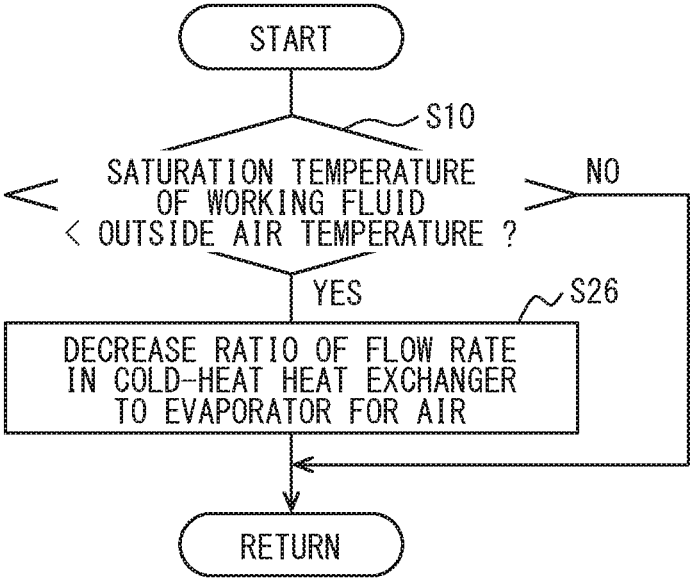 START
S10
SATURATION TEMPERATURE
OF WORKING FLUID
< OUTSIDE AIR TEMPERATURE ?
NO
YES
S26
DECREASE RATIO OF FLOW RATE
IN COLD-HEAT HEAT EXCHANGER
TO EVAPORATOR FOR AIR
RETURN